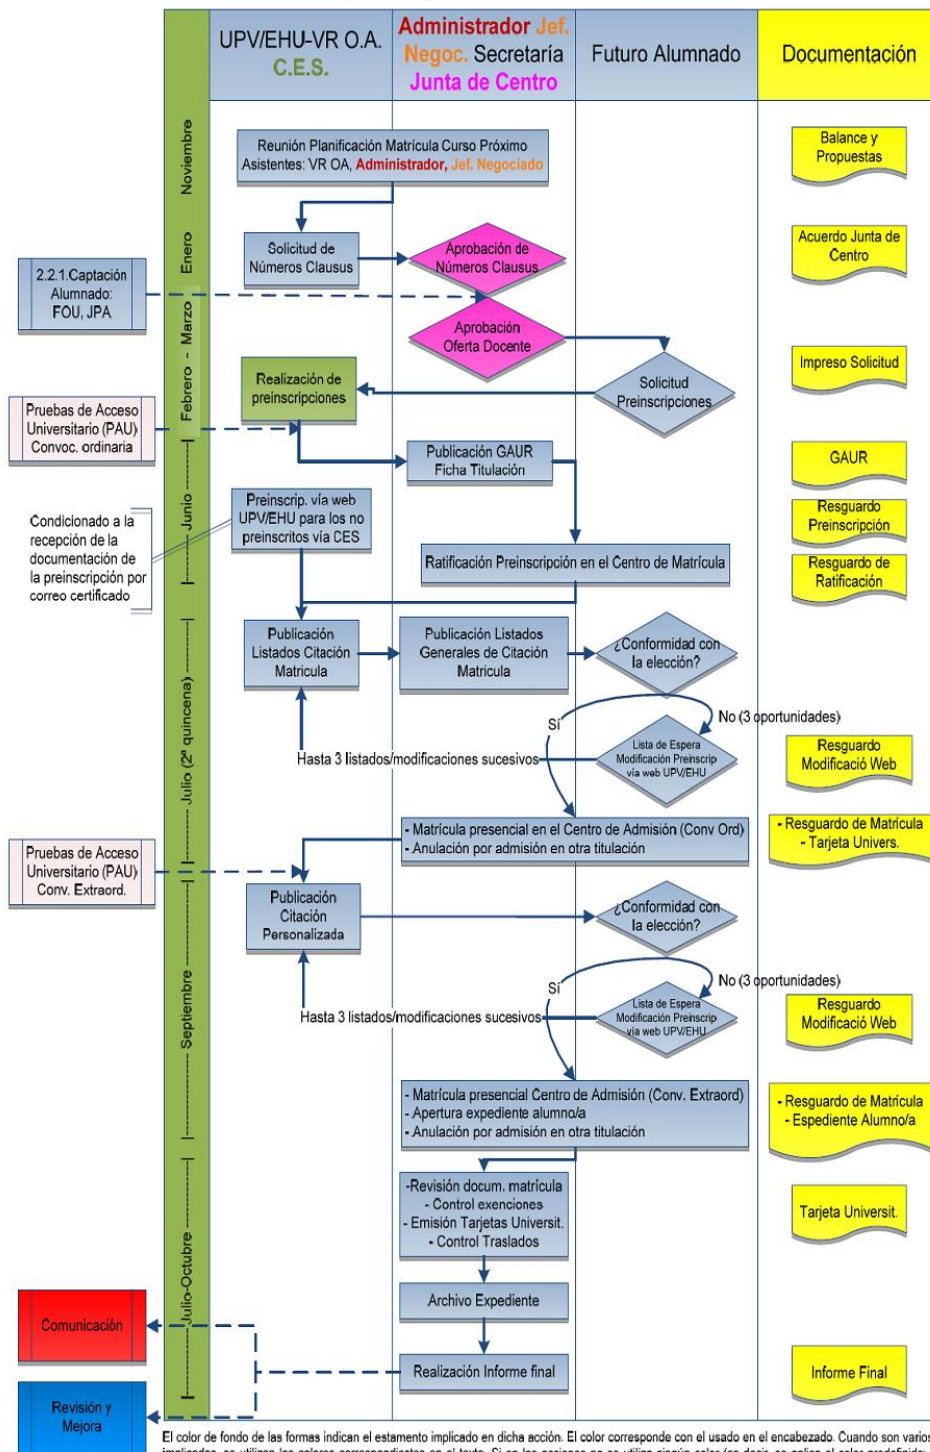 UPV/EHU-VR O.A.
C.E.S.
Administrador Jef.
Negoc. Secretaría
Junta de Centro
Futuro Alumnado
Documentación
Noviembre
Reunión Planificación Matrícula Curso Próximo
Asistentes: VR OA, Administrador, Jef. Negociado
Balance y
Propuestas
Enero
Solicitud de
Números Clausus
Aprobación de
Números Clausus
Acuerdo Junta de
Centro
2.2.1.Captación
Alumnado:
FOU, JPA
Febrero - Marzo
Aprobación
Oferta Docente
Realización de
preinscripciones
Solicitud
Preinscripciones
Impreso Solicitud
Pruebas de Acceso
Universitario (PAU)
Convoc. ordinaria
Publicación GAUR
Ficha Titulación
GAUR
Junio
Condicionado a la
recepción de la
documentación de
la preinscripción por
correo certificado
Preinscrip. vía web
UPV/EHU para los no
preinscritos vía CES
Resguardo
Preinscripción
Ratificación Preinscripción en el Centro de Matrícula
Resguardo de
Ratificación
Julio (2ª quincena)
Publicación
Listados Citación
Matricula
Publicación Listados
Generales de Citación
Matricula
¿Conformidad con
la elección?
Sí
No (3 oportunidades)
Hasta 3 listados/modificaciones sucesivos
Lista de Espera
Modificación Preinscrip
vía web UPV/EHU
Resguardo
Modificació Web
- Matrícula presencial en el Centro de Admisión (Conv Ord)
- Anulación por admisión en otra titulación
- Resguardo de Matrícula
- Tarjeta Univers.
Pruebas de Acceso
Universitario (PAU)
Conv. Extraord.
Septiembre
Publicación
Citación
Personalizada
¿Conformidad con
la elección?
Sí
No (3 oportunidades)
Hasta 3 listados/modificaciones sucesivos
Lista de Espera
Modificación Preinscrip
vía web UPV/EHU
Resguardo
Modificació Web
- Matrícula presencial Centro de Admisión (Conv. Extraord)
- Apertura expediente alumno/a
- Anulación por admisión en otra titulación
- Resguardo de Matrícula
- Espediente Alumno/a
Julio-Octubre
-Revisión docum. matrícula
- Control exenciones
- Emisión Tarjetas Universit.
- Control Traslados
Tarjeta Universit.
Archivo Expediente
Comunicación
Realización Informe final
Informe Final
Revisión y
Mejora
El color de fondo de las formas indican el estamento implicado en dicha acción. El color corresponde con el usado en el encabezado. Cuando son varios